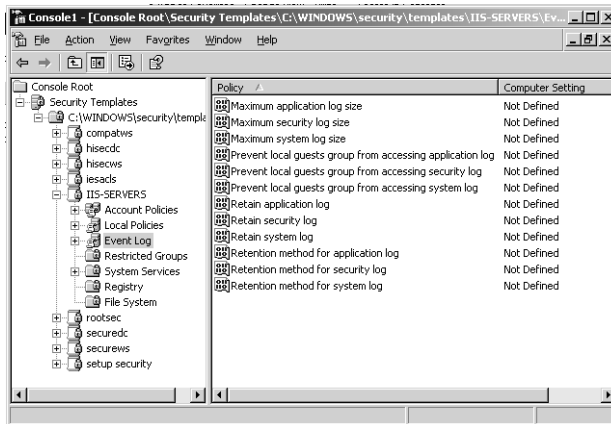 Console1 - [Console Root\Security Templates\C:\WINDOWS\security\templates\IIS-SERVERS\Ev...
File Action View Favorites Window Help
Console Root
Security Templates
C:\WINDOWS\security\templa
compatws
hisecdc
hisecws
iesacls
IIS-SERVERS
Account Policies
Local Policies
Event Log
Restricted Groups
System Services
Registry
File System
rootsec
securedc
securews
setup security
Policy Computer Setting
Maximum application log size Not Defined
Maximum security log size Not Defined
Maximum system log size Not Defined
Prevent local guests group from accessing application log Not Defined
Prevent local guests group from accessing security log Not Defined
Prevent local guests group from accessing system log Not Defined
Retain application log Not Defined
Retain security log Not Defined
Retain system log Not Defined
Retention method for application log Not Defined
Retention method for security log Not Defined
Retention method for system log Not Defined